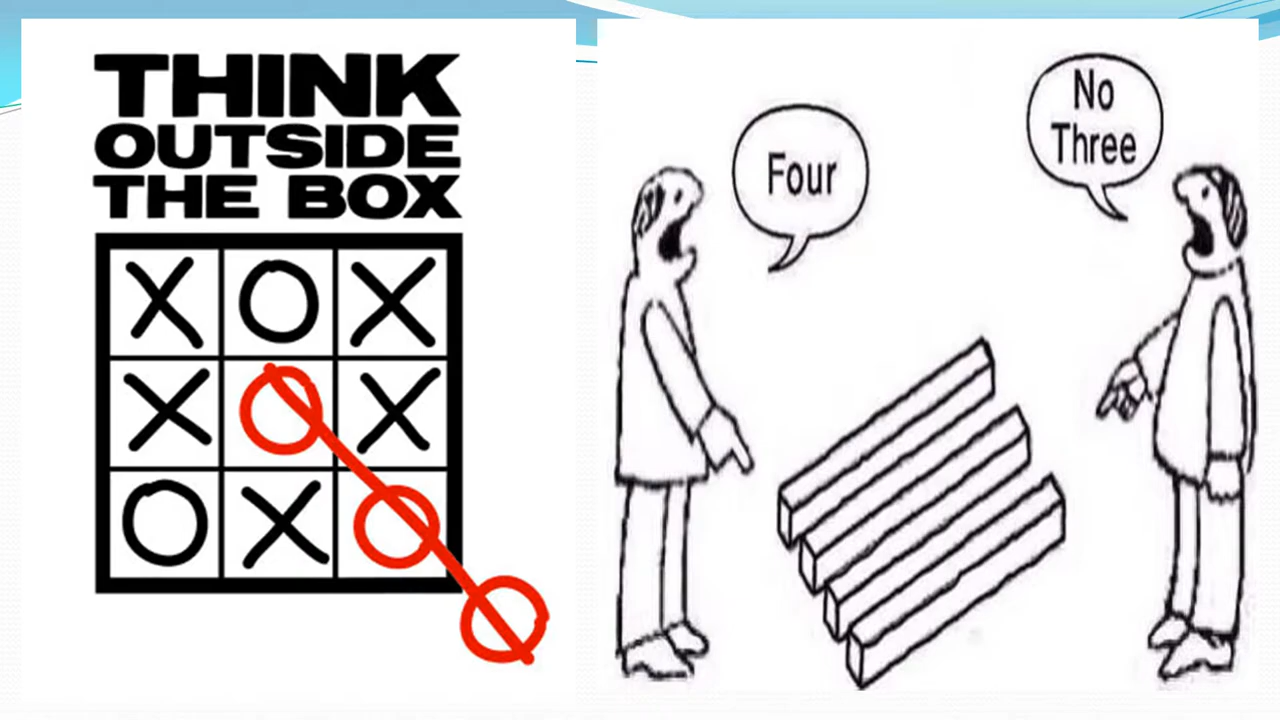 THINK
OUTSIDE
THE BOX
X O X
X O X
O X O
O
Four
No
Three